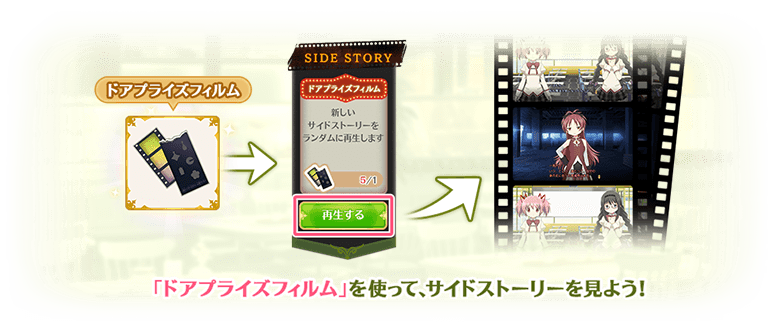 ドアプライズフィルム
SIDE STORY
ドアプライズフィルム
新しい
サイドストーリーを
ランダムに再生します
5/1
再生する
「ドアプライズフィルム」を使って、サイドストーリーを見よう!